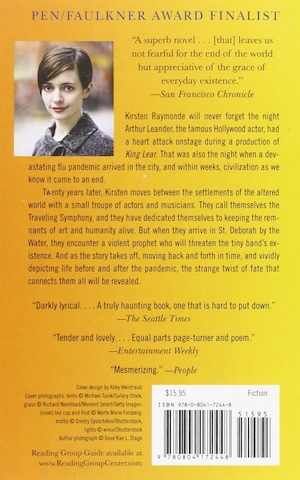 PEN/FAULKNER AWARD FINALIST
“A superb novel . . . [that] leaves us
not fearful for the end of the world
but appreciative of the grace of
everyday existence.”
—San Francisco Chronicle
Kirsten Raymonde will never forget the night
Arthur Leander, the famous Hollywood actor, had
a heart attack onstage during a production of
King Lear. That was also the night when a dev-
astating flu pandemic arrived in the city, and within weeks, civilization as we
know it came to an end.
Twenty years later, Kirsten moves between the settlements of the altered
world with a small troupe of actors and musicians. They call themselves
the Traveling Symphony, and they have dedicated themselves to keeping the rem-
nants of art and humanity alive. But when they arrive in St. Deborah by the
Water, they encounter a violent prophet who will threaten the tiny band’s ex-
istence. And as the story takes off, moving back and forth in time, and vividly
depicting life before and after the pandemic, the strange twist of fate that
connects them all will be revealed.
“Darkly lyrical. . . . A truly haunting book, one that is hard to put down.”
—The Seattle Times
“Tender and lovely. . . . Equal parts page-turner and poem.”
—Entertainment Weekly
“Mesmerizing.” —People
Cover design by Abby Weintraub
Cover photographs: tents © Michael Turek/Gallery Stock;
grass © Richard Newstead/Moment Select/Getty Images;
(inset) tea cup and fruit © Marte Marie Forsberg;
© Dmitry Syshchikov/Shutterstock;
lights © /Shutterstock
Author photograph © Dese’Rae L. Stage
Reading Group Guide available at
www.ReadingGroupCenter.com
$15.95
Fiction
ISBN 978-0-8041-7244-8
51595
9 780804 172448